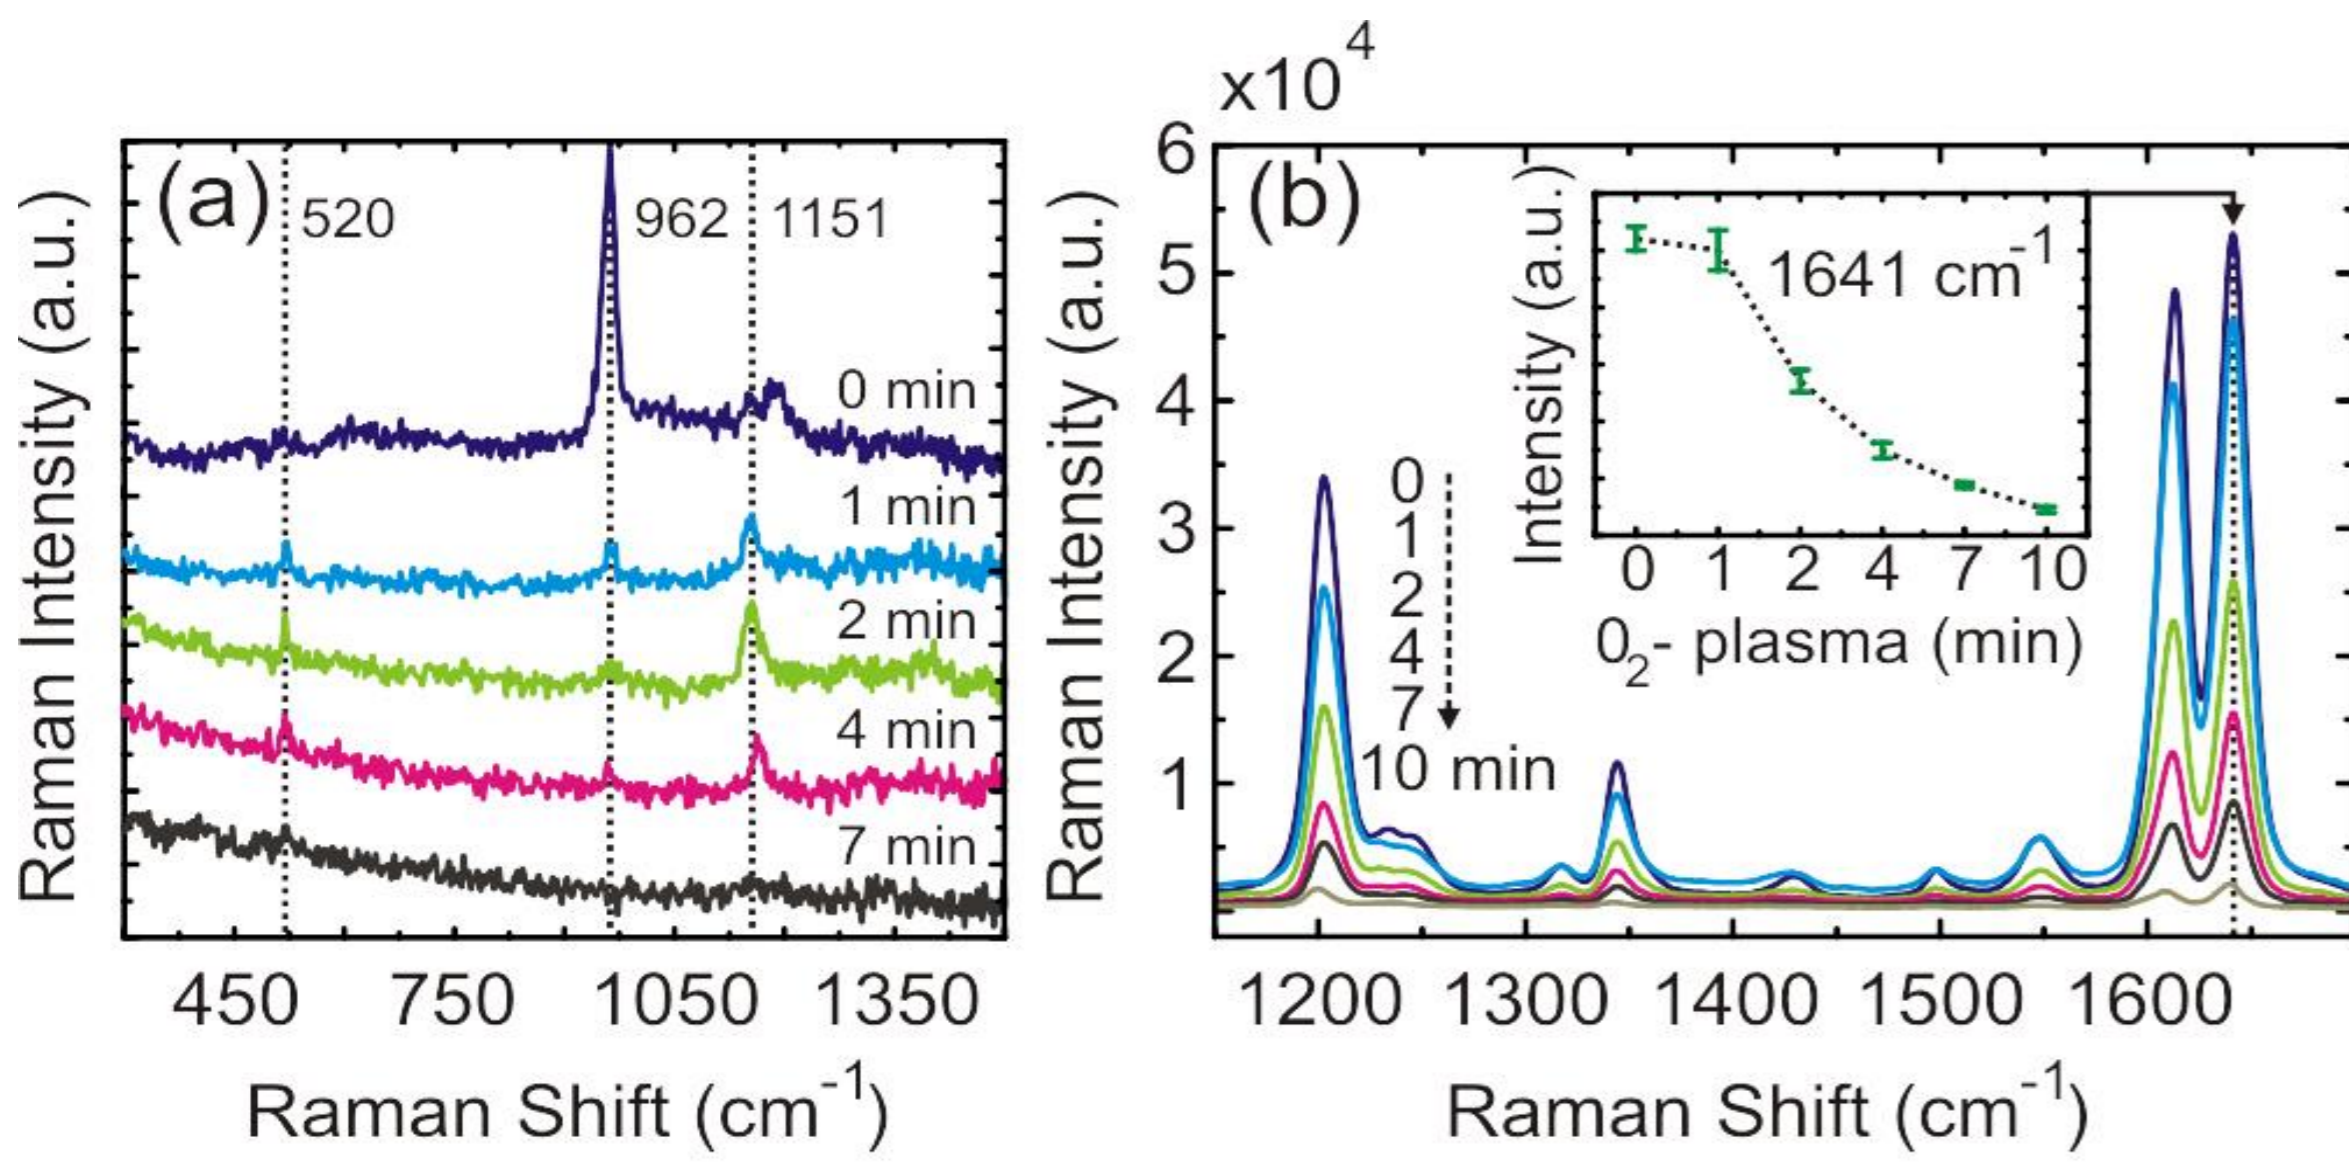 (a)
520
962
1151
0 min
1 min
2 min
4 min
7 min
Raman Intensity (a.u.)
450 750 1050 1350
Raman Shift (cm-1)
x10 4
(b)
6
5
4
3
2
1
Raman Intensity (a.u.)
0
1
2
4
7
10 min
1641 cm-1
Intensity (a.u.)
0 1 2 4 7 10
02- plasma (min)
1200 1300 1400 1500 1600
Raman Shift (cm-1)